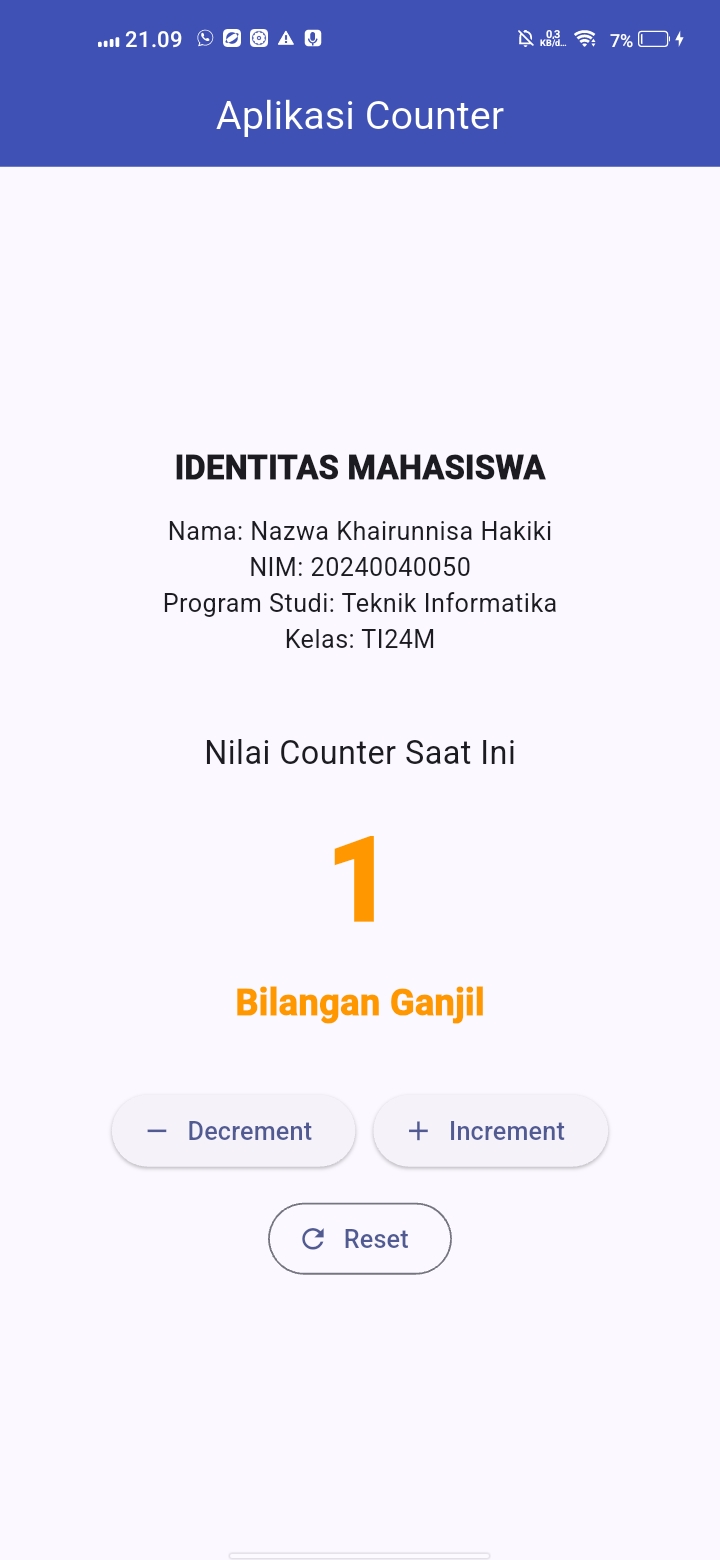 21.09
0,3
KB/d...
7%
Aplikasi Counter
IDENTITAS MAHASISWA
Nama: Nazwa Khairunnisa Hakiki
NIM: 20240040050
Program Studi: Teknik Informatika
Kelas: TI24M
Nilai Counter Saat Ini
1
Bilangan Ganjil
Decrement
Increment
Reset